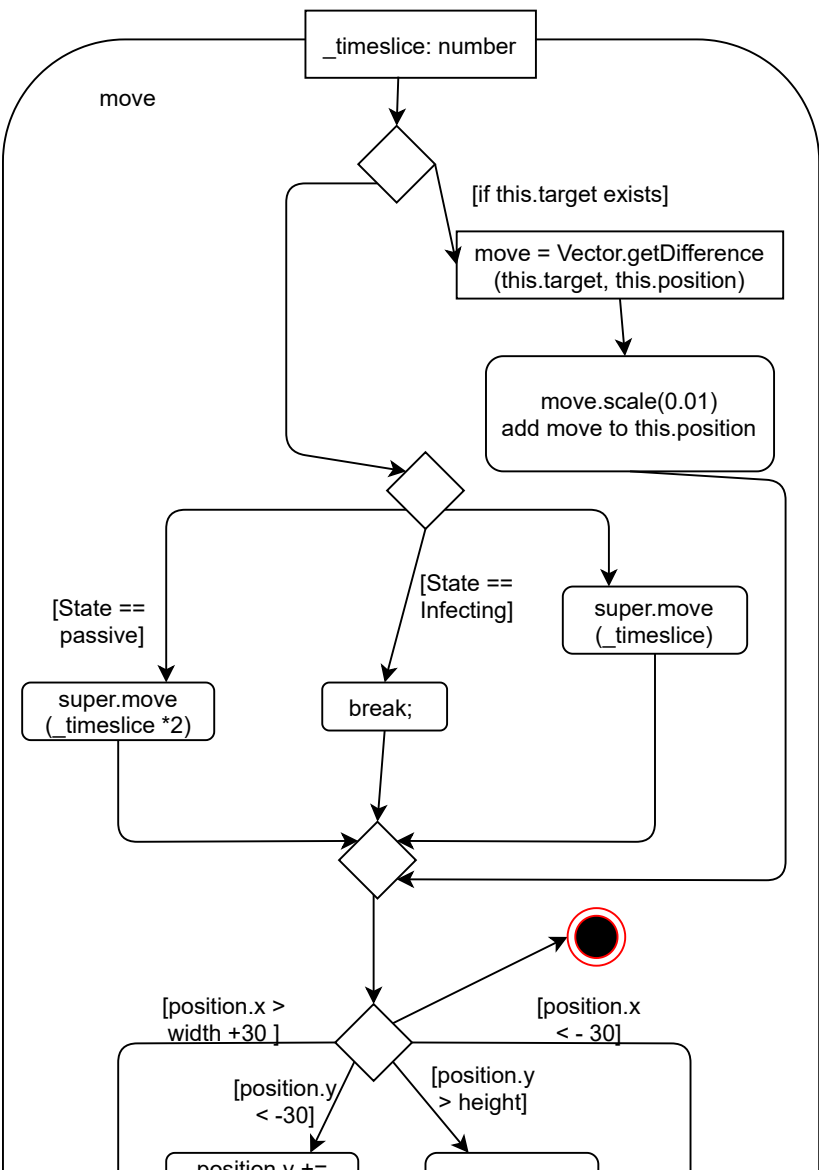 _timeslice: number
move
[if this.target exists]
move = Vector.getDifference
(this.target, this.position)
move.scale(0.01)
add move to this.position
[State ==
passive]
[State ==
Infecting]
super.move
(_timeslice)
super.move
(_timeslice *2)
break;
[position.x >
width +30 ]
[position.x
< - 30]
[position.y
< -30]
[position.y
> height]
position.y +=